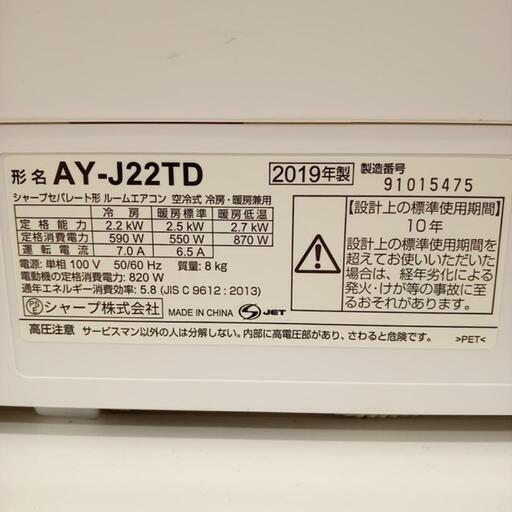 形名 AY-J22TD 2019年製 製造番号 91015475
シャープセパレート形 ルームエアコン 空冷式 冷房・暖房兼用
冷房 暖房標準 暖房低温
定格能力 2.2 kW 2.5 kW 2.7 kW
定格消費電力 590 W 550 W 870 W
運転電流 7.0 A 6.5 A
電源:単相 100 V 50/60 Hz 質量:8 kg
電動機の定格消費電力:820 W
通年エネルギー消費効率:5.8 (JIS C 9612:2013)
PSE シャープ株式会社 MADE IN CHINA S JET
【設計上の標準使用期間】
10年
設計上の標準使用期間を
超えてお使いいただいた
場合は、経年劣化による
発火・けが等の事故に至
るおそれがあります。
高圧注意 サービスマン以外の人は分解しない。内部に高電圧部があり、さわると危険です。 >PET<